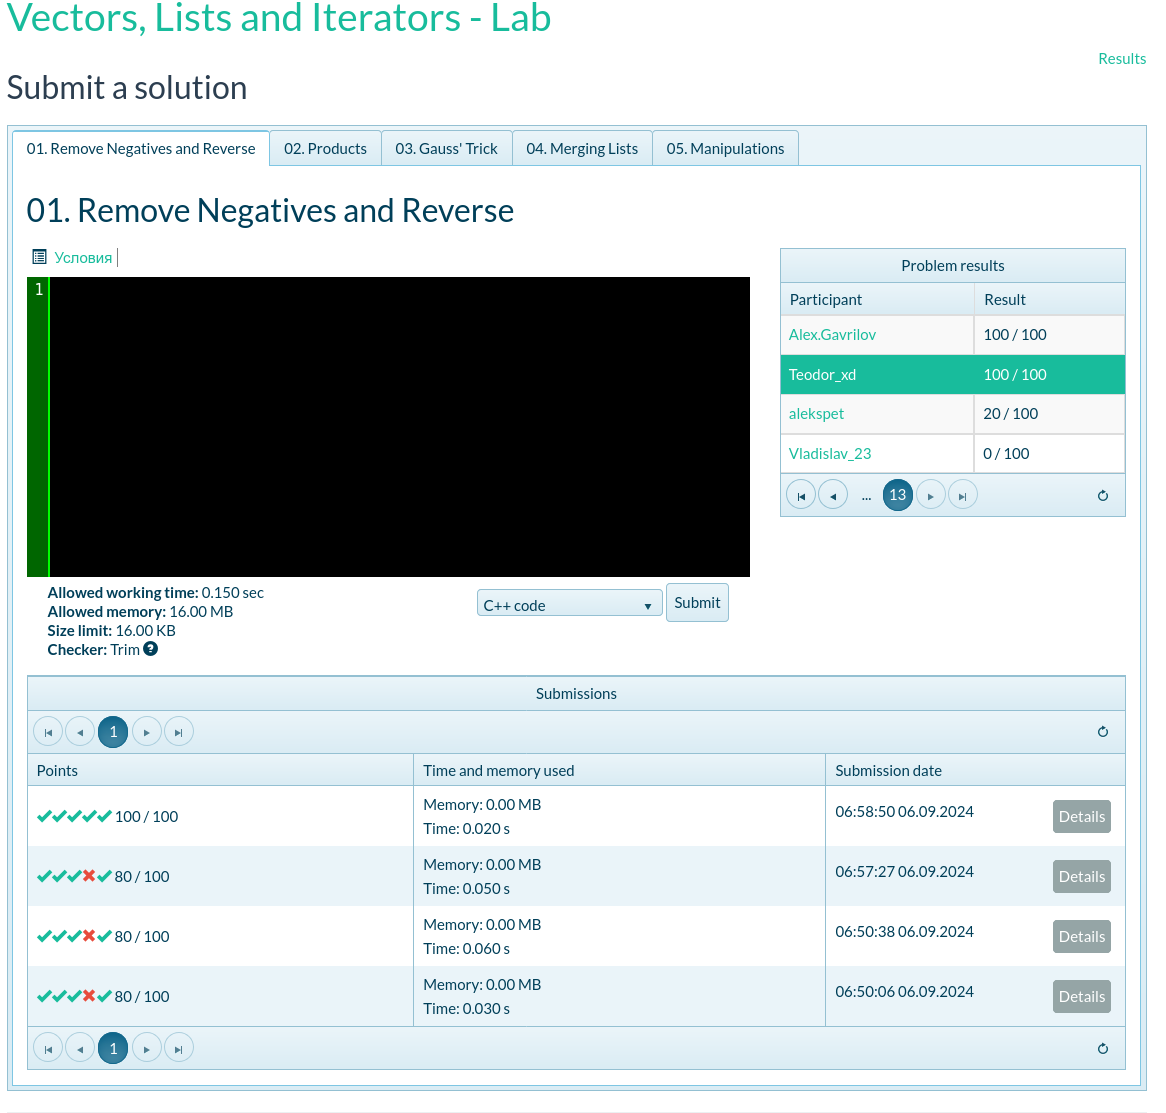 Vectors, Lists and Iterators - Lab
Results
Submit a solution
01. Remove Negatives and Reverse
02. Products
03. Gauss' Trick
04. Merging Lists
05. Manipulations
01. Remove Negatives and Reverse
Условия
1
Problem results
Participant Result
Alex.Gavrilov 100 / 100
Teodor_xd 100 / 100
alekspet 20 / 100
Vladislav_23 0 / 100
... 13
Allowed working time: 0.150 sec
Allowed memory: 16.00 MB
Size limit: 16.00 KB
Checker: Trim ?
C++ code
Submit
Submissions
1
Points Time and memory used Submission date
100 / 100
Memory: 0.00 MB
Time: 0.020 s
06:58:50 06.09.2024
Details
80 / 100
Memory: 0.00 MB
Time: 0.050 s
06:57:27 06.09.2024
Details
80 / 100
Memory: 0.00 MB
Time: 0.060 s
06:50:38 06.09.2024
Details
80 / 100
Memory: 0.00 MB
Time: 0.030 s
06:50:06 06.09.2024
Details
1